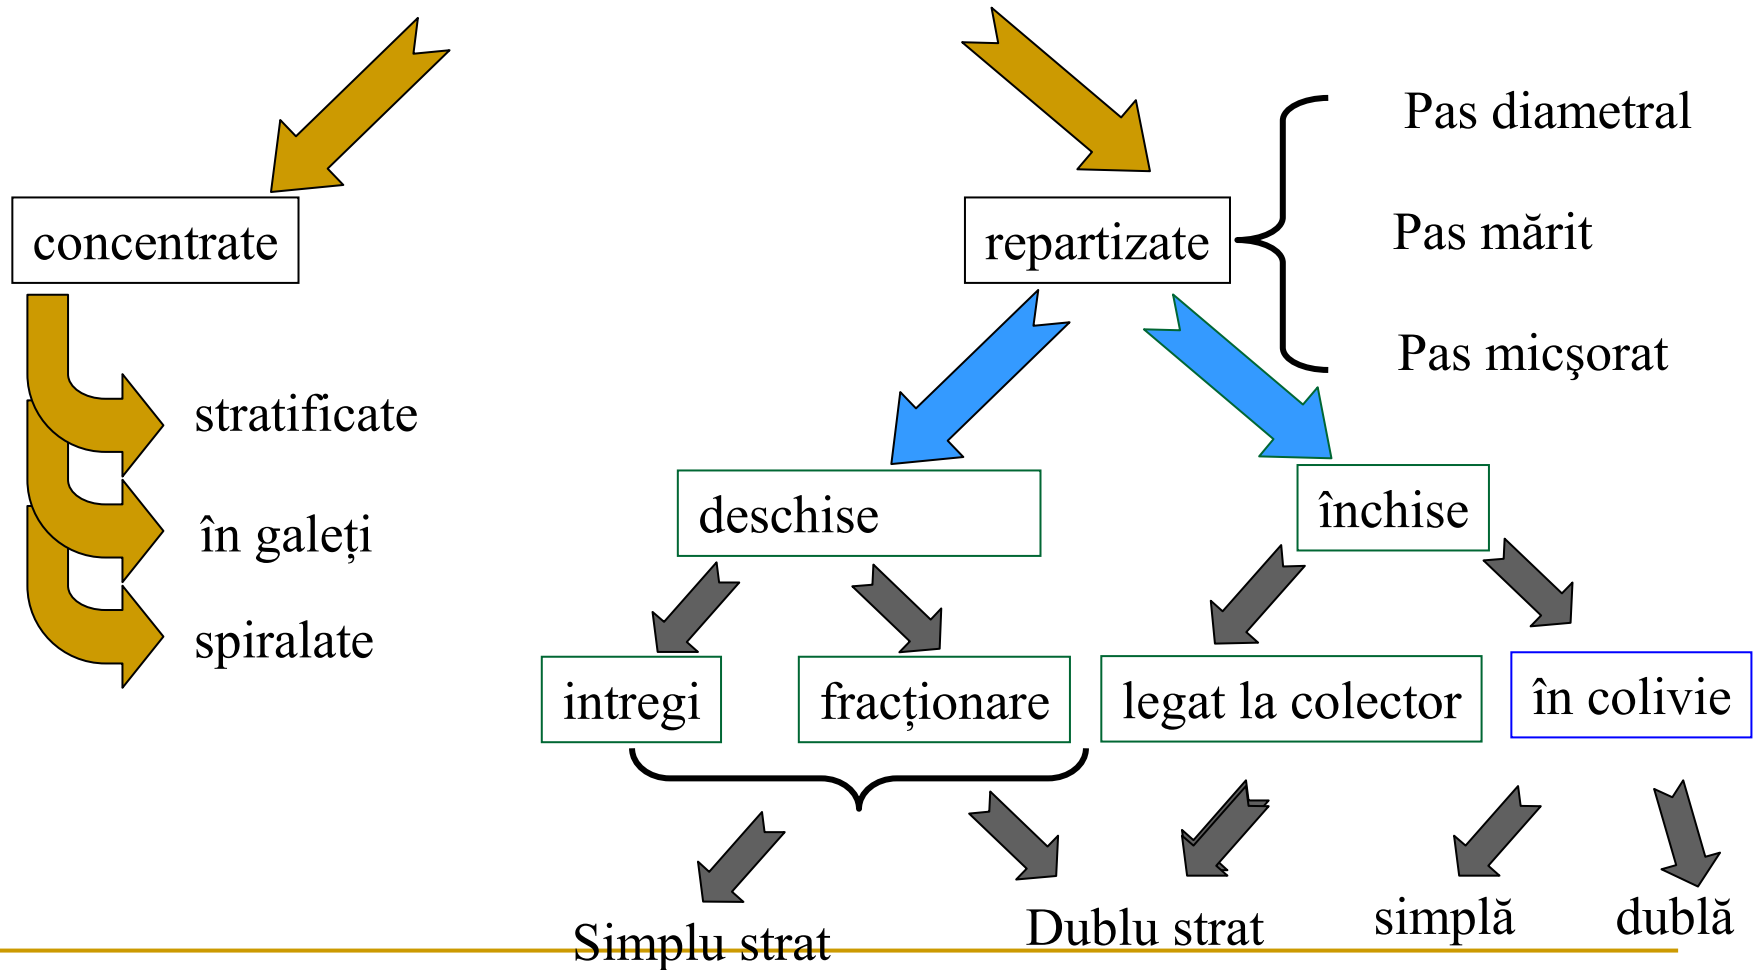 Pas diametral
concentrate
repartizate
Pas mărit
Pas micşorat
stratificate
în galeți
spiralate
deschise
închise
intregi
fracționare
legat la colector
în colivie
Simplu strat
Dublu strat
simplă
dublă